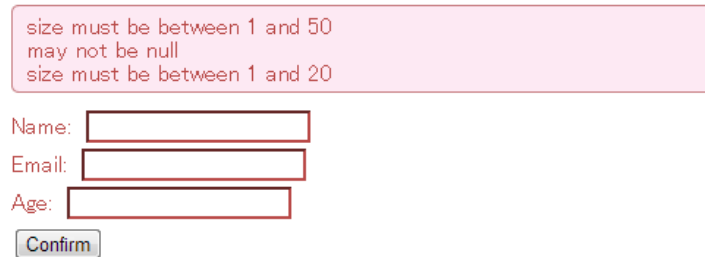 size must be between 1 and 50
may not be null
size must be between 1 and 20
Name:
Email:
Age:
Confirm